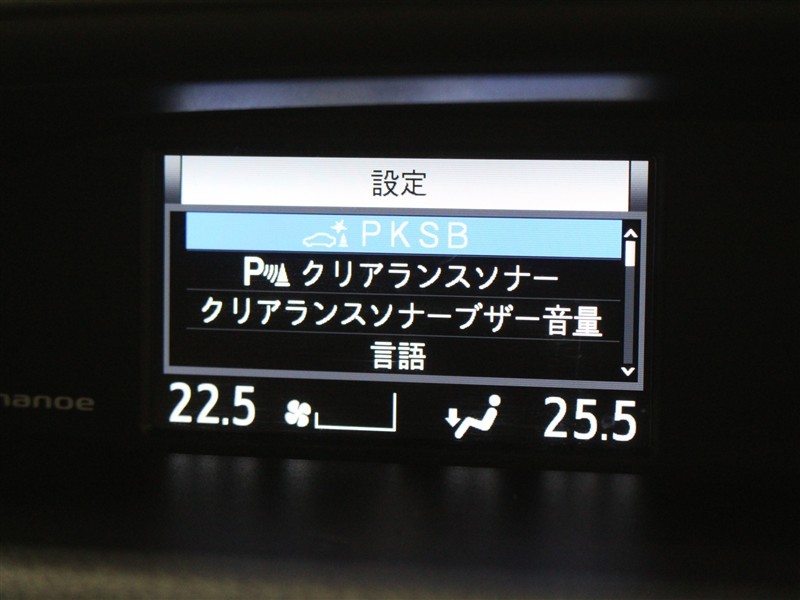 設定
PKSB
P クリアランスソナー
クリアランスソナーブザー音量
言語
nanoe
22.5 25.5